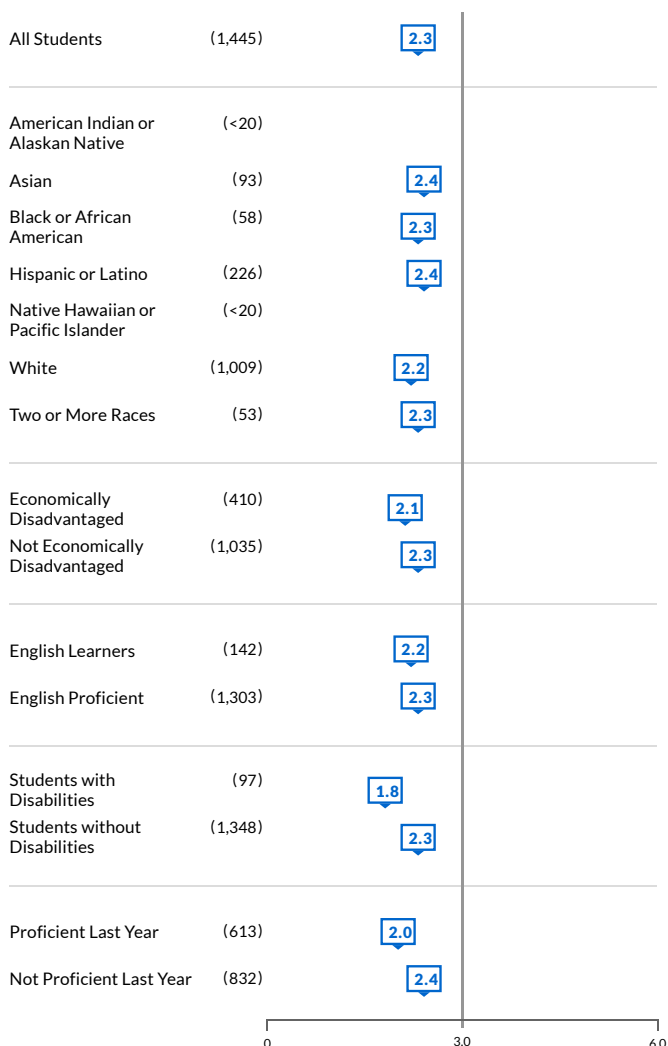 All Students (1,445) 2.3
American Indian or (<20)
Alaskan Native
Asian (93) 2.4
Black or African (58) 2.3
American
Hispanic or Latino (226) 2.4
Native Hawaiian or (<20)
Pacific Islander
White (1,009) 2.2
Two or More Races (53) 2.3
Economically (410) 2.1
Disadvantaged
Not Economically (1,035) 2.3
Disadvantaged
English Learners (142) 2.2
English Proficient (1,303) 2.3
Students with (97) 1.8
Disabilities
Students without (1,348) 2.3
Disabilities
Proficient Last Year (613) 2.0
Not Proficient Last Year (832) 2.4
0 3.0 6.0